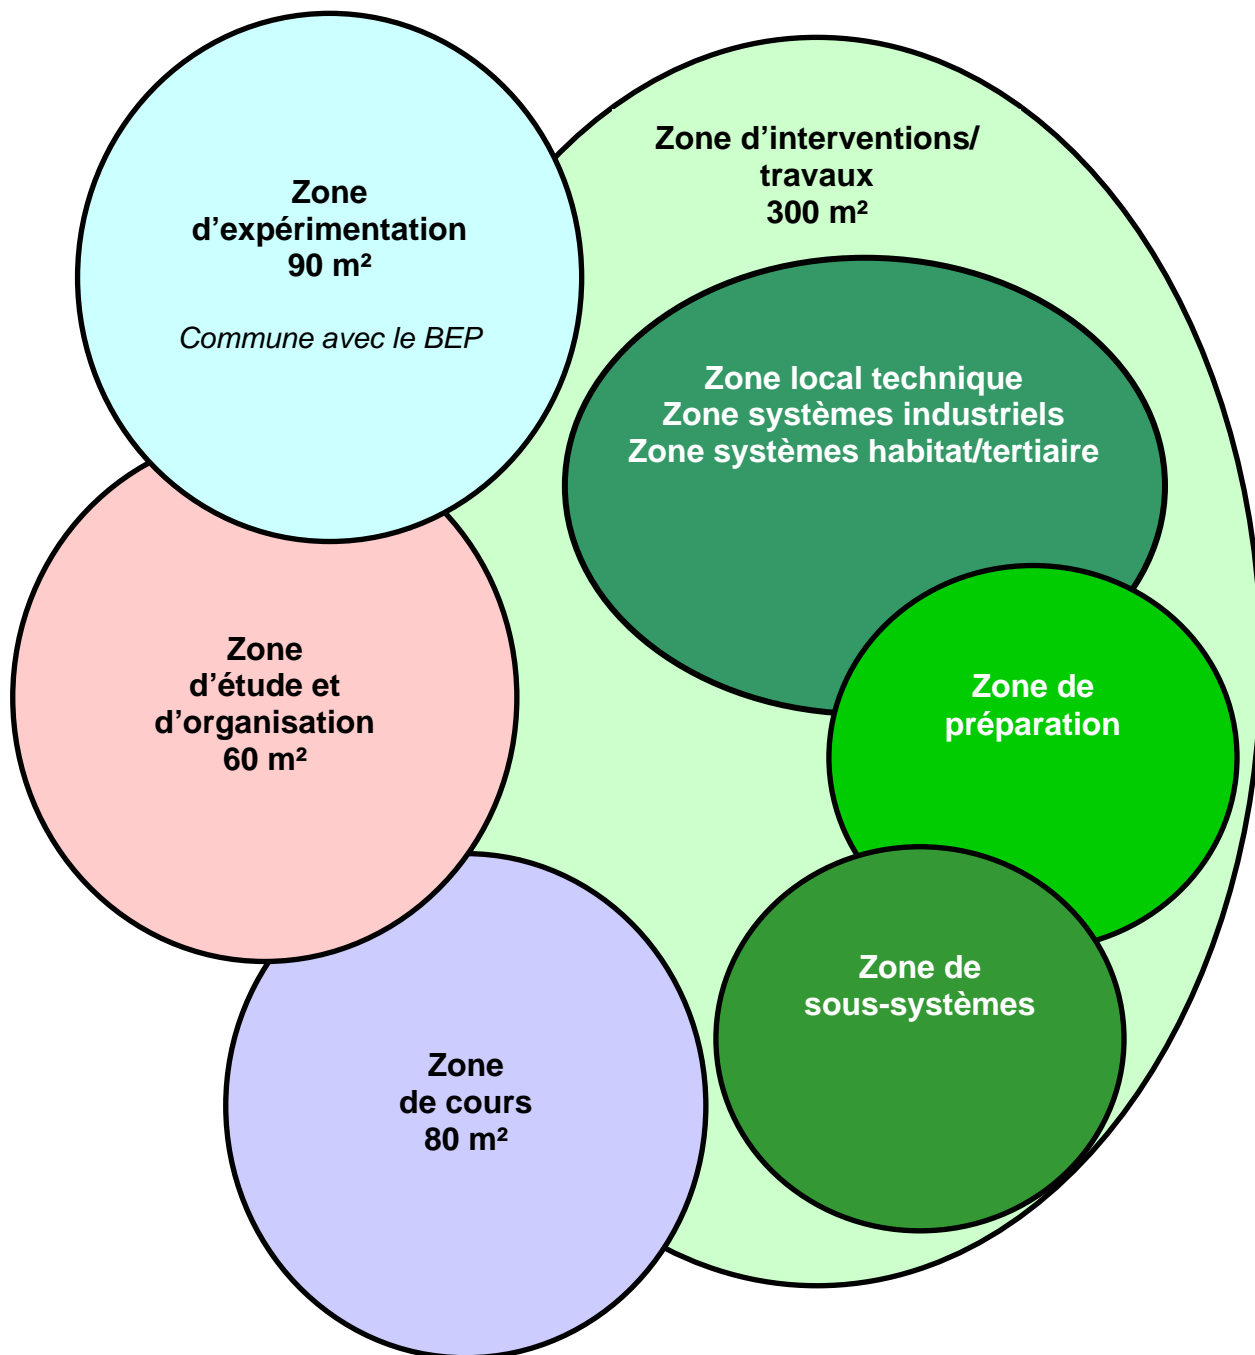 Zone
d’expérimentation
90 m²
Commune avec le BEP
Zone d’interventions/
travaux
300 m²
Zone local technique
Zone systèmes industriels
Zone systèmes habitat/tertiaire
Zone
d’étude et
d’organisation
60 m²
Zone de
préparation
Zone de
sous-systèmes
Zone
de cours
80 m²